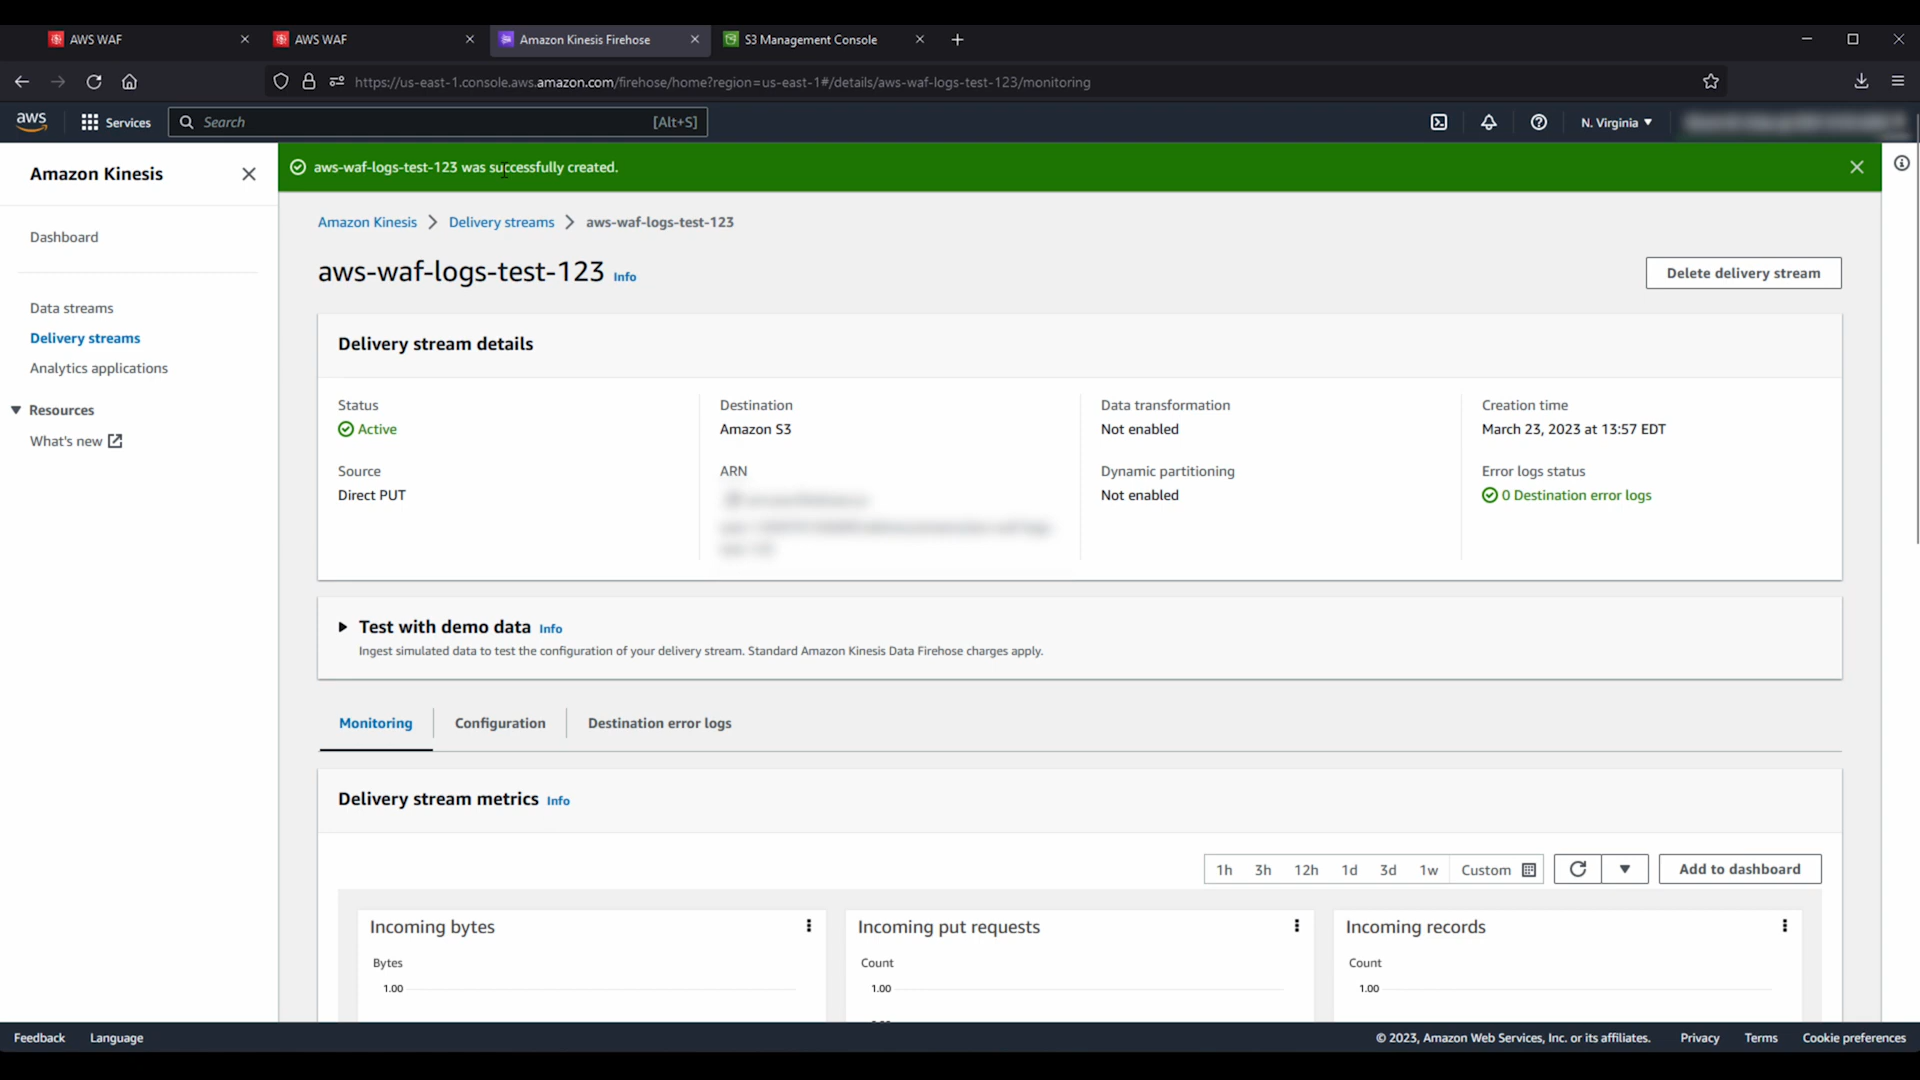 AWS WAF
AWS WAF
Amazon Kinesis Firehose
S3 Management Console
https://us-east-1.console.aws.amazon.com/firehose/home?region=us-east-1#/details/aws-waf-logs-test-123/monitoring
aws
Services
Search
[Alt+S]
N. Virginia
Amazon Kinesis
Dashboard
Data streams
Delivery streams
Analytics applications
Resources
What's new
aws-waf-logs-test-123 was successfully created.
Amazon Kinesis
Delivery streams
aws-waf-logs-test-123
aws-waf-logs-test-123 Info
Delete delivery stream
Delivery stream details
Status
Active
Source
Direct PUT
Destination
Amazon S3
ARN
Data transformation
Not enabled
Dynamic partitioning
Not enabled
Creation time
March 23, 2023 at 13:57 EDT
Error logs status
0 Destination error logs
Test with demo data Info
Ingest simulated data to test the configuration of your delivery stream. Standard Amazon Kinesis Data Firehose charges apply.
Monitoring
Configuration
Destination error logs
Delivery stream metrics Info
1h 3h 12h 1d 3d 1w Custom
Add to dashboard
Incoming bytes
Bytes
1.00
Incoming put requests
Count
1.00
Incoming records
Count
1.00
Feedback
Language
© 2023, Amazon Web Services, Inc. or its affiliates.
Privacy
Terms
Cookie preferences